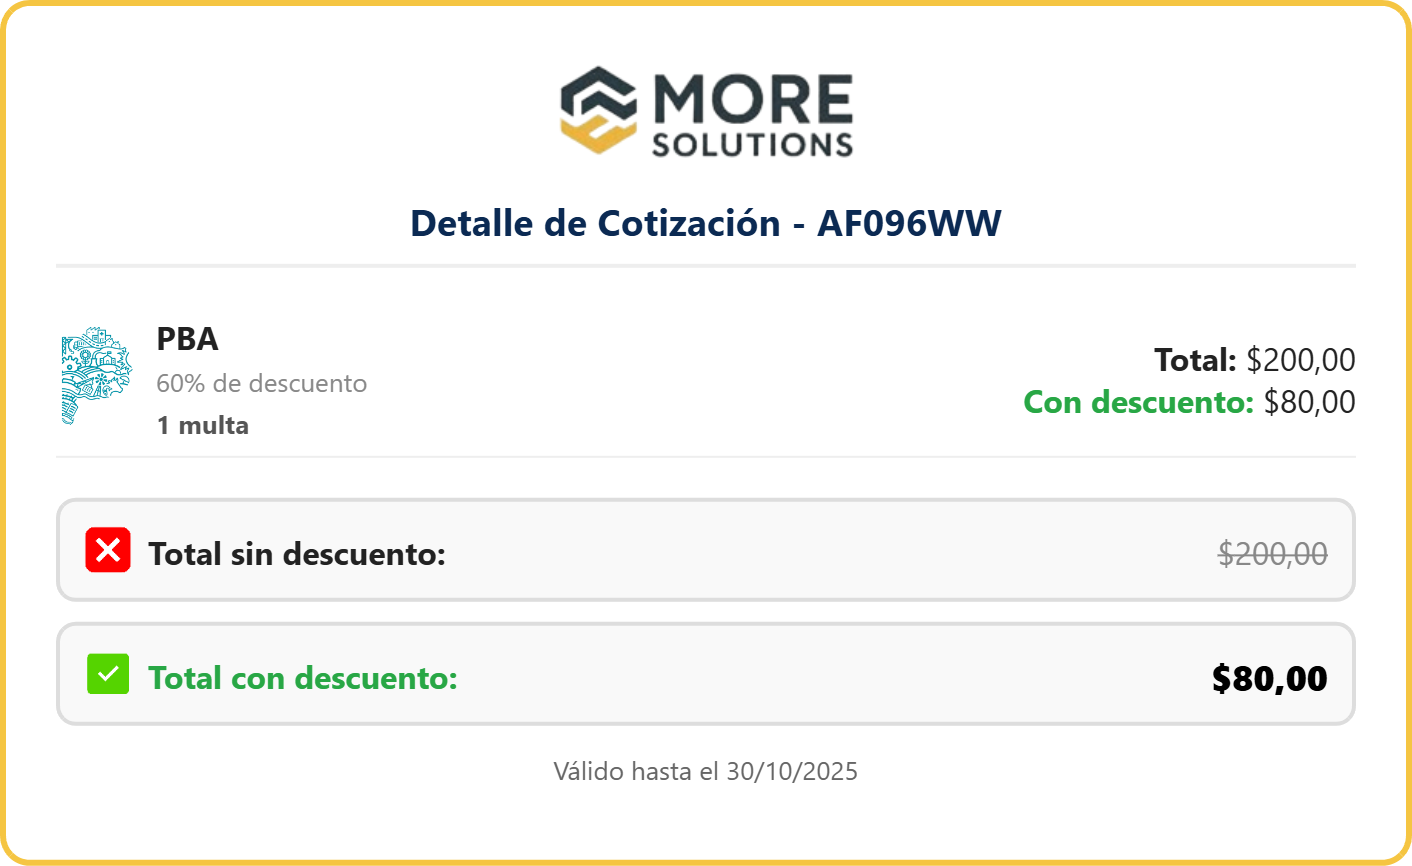 MORE
SOLUTIONS
Detalle de Cotización - AF096WW
PBA
60% de descuento
1 multa
Total: $200,00
Con descuento: $80,00
Total sin descuento: $200,00
Total con descuento: $80,00
Válido hasta el 30/10/2025